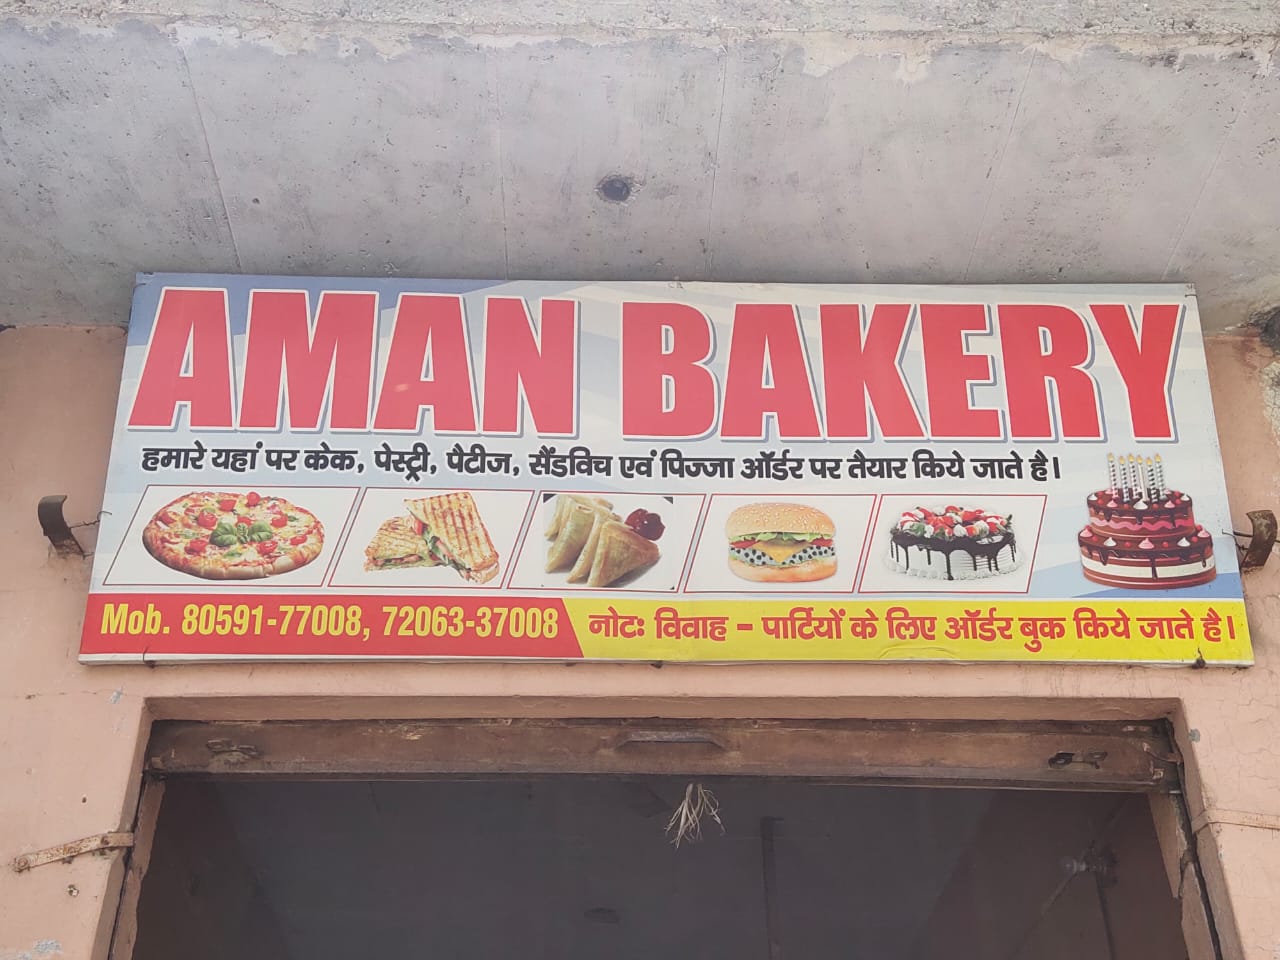 AMAN BAKERY
हमारे यहां पर केक, पेस्ट्री, पैटीज, सैंडविच एवं पिज्जा ऑर्डर पर तैयार किये जाते है।
Mob. 80591-77008, 72063-37008
नोटः विवाह - पार्टियों के लिए ऑर्डर बुक किये जाते है।